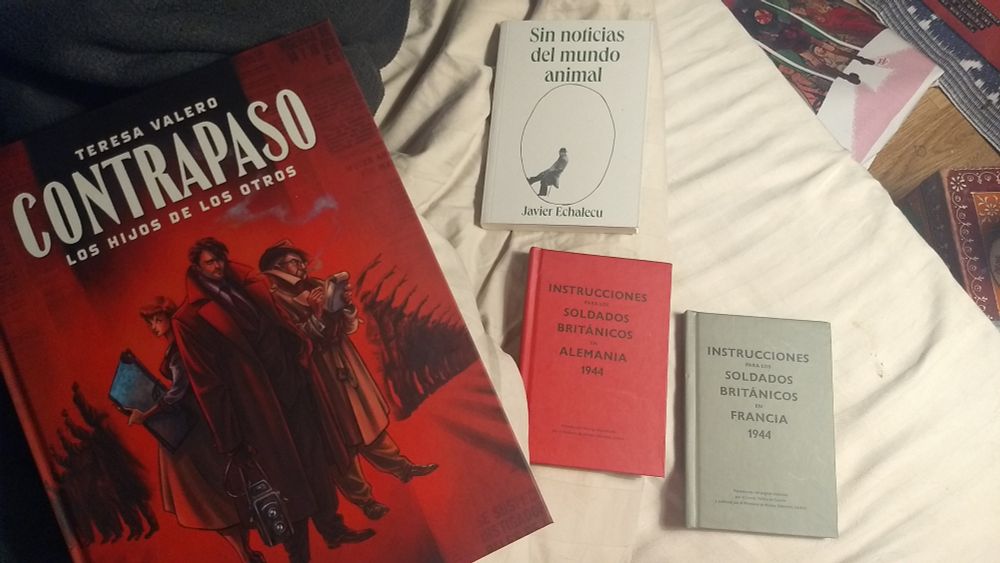 TERESA VALERO
CONTRAPASO
LOS HIJOS DE LOS OTROS
Sin noticias
del mundo
animal
Javier Echalecu
INSTRUCCIONES
PARA LOS
SOLDADOS
BRITÁNICOS
EN
ALEMANIA
1944
INSTRUCCIONES
PARA LOS
SOLDADOS
BRITÁNICOS
EN
FRANCIA
1944